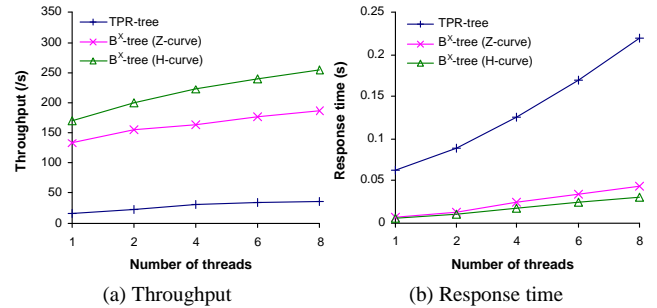 TPR-tree
B^X-tree (Z-curve)
B^X-tree (H-curve)
350
300
250
200
150
100
50
0
Throughput (/s)
1 2 4 6 8
Number of threads
(a) Throughput
TPR-tree
B^X-tree (Z-curve)
B^X-tree (H-curve)
0.25
0.2
0.15
0.1
0.05
0
Response time (s)
1 2 4 6 8
Number of threads
(b) Response time